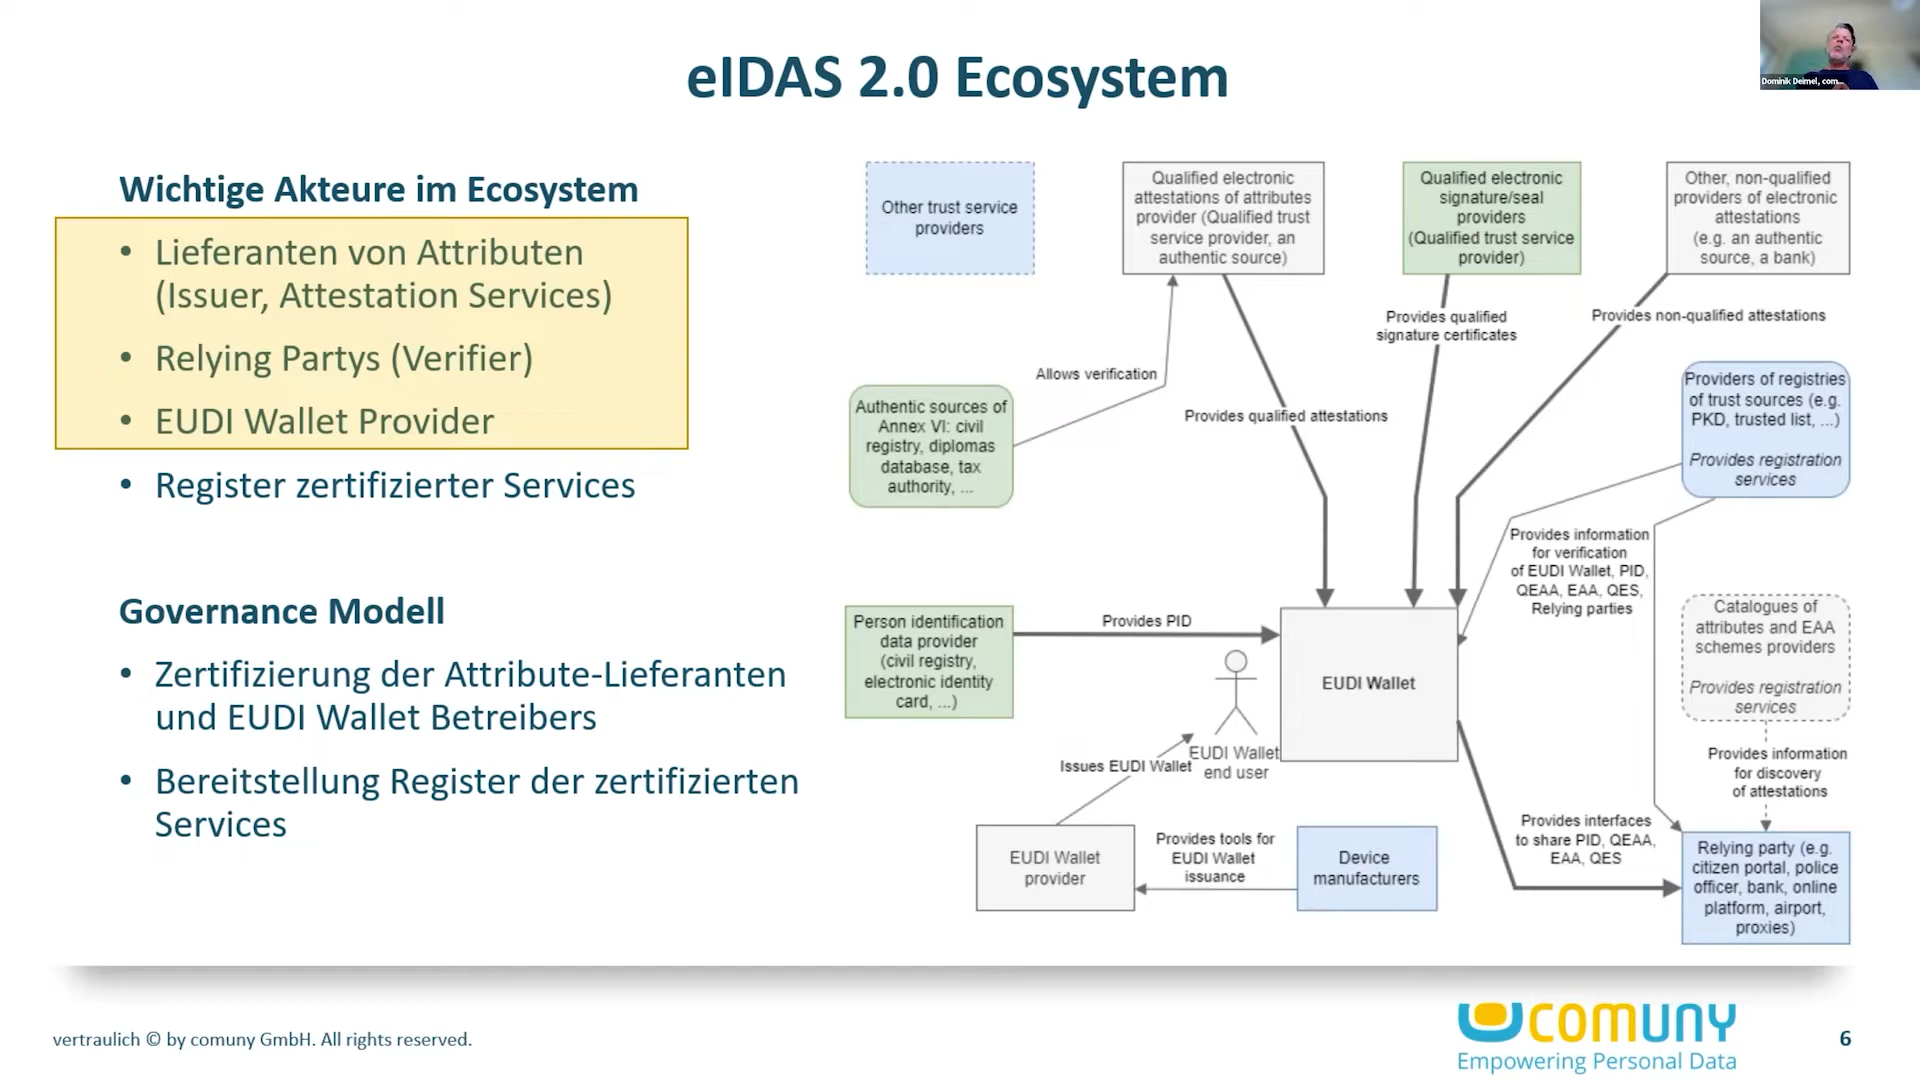 eIDAS 2.0 Ecosystem
Dominik Deimel, com...
Wichtige Akteure im Ecosystem
• Lieferanten von Attributen
(Issuer, Attestation Services)
• Relying Partys (Verifier)
• EUDI Wallet Provider
• Register zertifizierter Services
Governance Modell
• Zertifizierung der Attribute-Lieferanten
und EUDI Wallet Betreibers
• Bereitstellung Register der zertifizierten
Services
Other trust service
providers
Qualified electronic
attestations of attributes
provider (Qualified trust
service provider, an
authentic source)
Qualified electronic
signature/seal
providers
(Qualified trust service
provider)
Other, non-qualified
providers of electronic
attestations
(e.g. an authentic
source, a bank)
Provides qualified
signature certificates
Provides non-qualified attestations
Allows verification
Provides qualified attestations
Authentic sources of
Annex VI: civil
registry, diplomas
database, tax
authority, ...
Providers of registries
of trust sources (e.g.
PKD, trusted list, ...)
Provides registration
services
Provides information
for verification
of EUDI Wallet, PID,
QEAA, EAA, QES,
Relying parties
Person identification
data provider
(civil registry,
electronic identity
card, ...)
Provides PID
EUDI Wallet
Catalogues of
attributes and EAA
schemes providers
Provides registration
services
EUDI Wallet
end user
Issues EUDI Wallet
Provides information
for discovery
of attestations
EUDI Wallet
provider
Provides tools for
EUDI Wallet
issuance
Device
manufacturers
Provides interfaces
to share PID, QEAA,
EAA, QES
Relying party (e.g.
citizen portal, police
officer, bank, online
platform, airport,
proxies)
vertraulich © by comuny GmbH. All rights reserved.
comuny
Empowering Personal Data
6